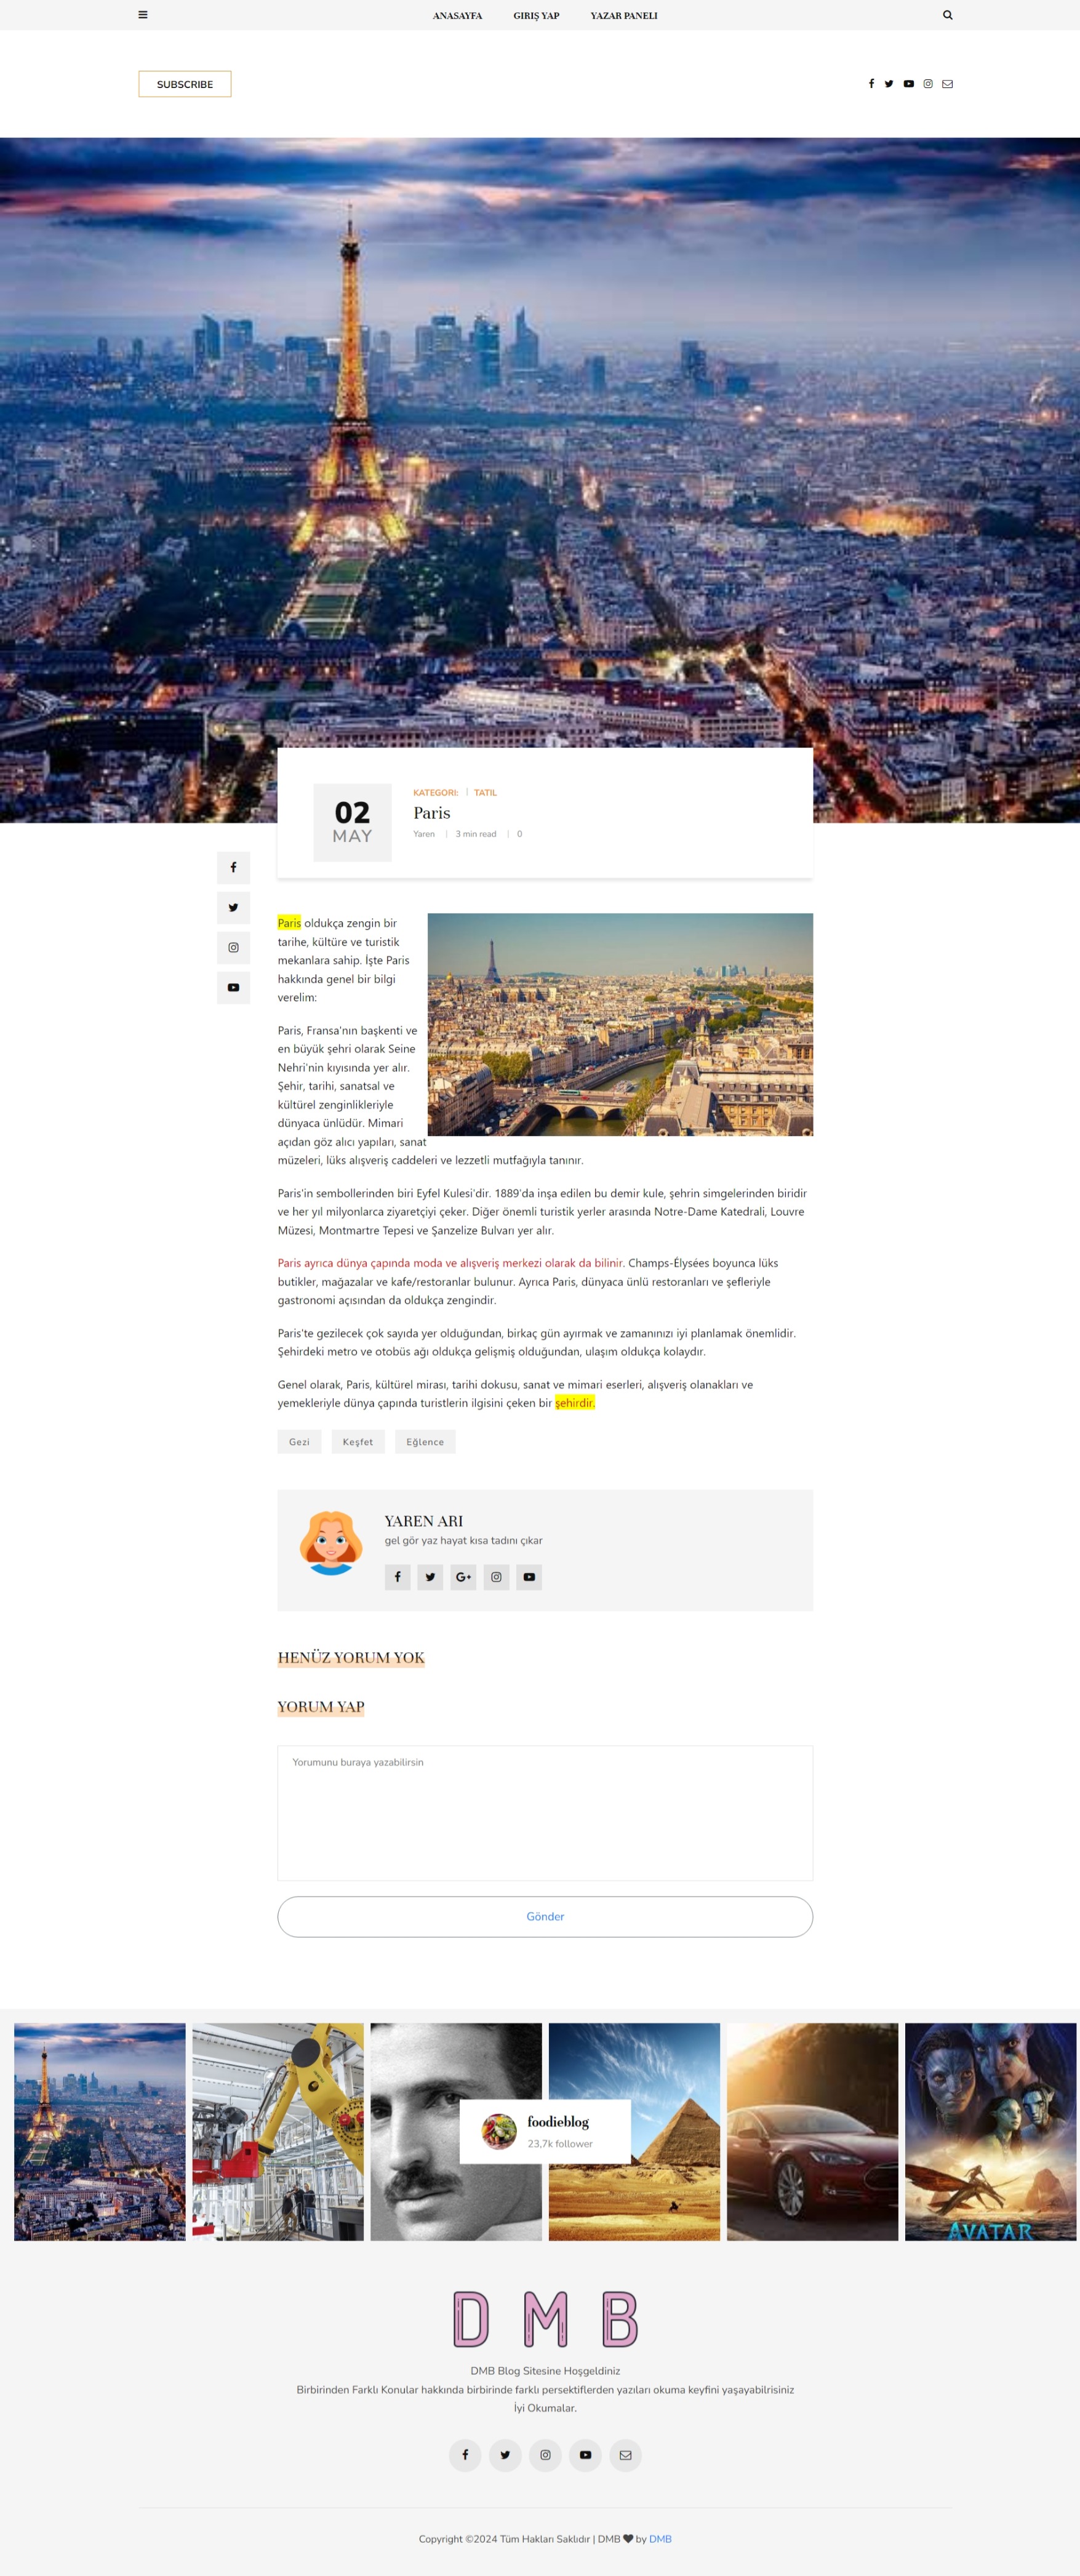 ANASAYFA GIRIŞ YAP YAZAR PANELI
SUBSCRIBE
02
MAY
KATEGORI: TATIL
Paris
Yaren 3 min read 0
Paris oldukça zengin bir
tarihe, kültüre ve turistik
mekanlara sahip. İşte Paris
hakkında genel bir bilgi
verelim:
Paris, Fransa'nın başkenti ve
en büyük şehri olarak Seine
Nehri'nin kıyısında yer alır.
Şehir, tarihi, sanatsal ve
kültürel zenginlikleriyle
dünyaca ünlüdür. Mimari
açıdan göz alıcı yapıları, sanat
müzeleri, lüks alışveriş caddeleri ve lezzetli mutfağıyla tanınır.
Paris'in sembollerinden biri Eyfel Kulesi'dir. 1889'da inşa edilen bu demir kule, şehrin simgelerinden biridir
ve her yıl milyonlarca ziyaretçiyi çeker. Diğer önemli turistik yerler arasında Notre-Dame Katedrali, Louvre
Müzesi, Montmartre Tepesi ve Şanzelize Bulvarı yer alır.
Paris ayrıca dünya çapında moda ve alışveriş merkezi olarak da bilinir. Champs-Élysées boyunca lüks
butikler, mağazalar ve kafe/restoranlar bulunur. Ayrıca Paris, dünyaca ünlü restoranları ve şefleriyle
gastronomi açısından da oldukça zengindir.
Paris'te gezilecek çok sayıda yer olduğundan, birkaç gün ayırmak ve zamanınızı iyi planlamak önemlidir.
Şehirdeki metro ve otobüs ağı oldukça gelişmiş olduğundan, ulaşım oldukça kolaydır.
Genel olarak, Paris, kültürel mirası, tarihi dokusu, sanat ve mimari eserleri, alışveriş olanakları ve
yemekleriyle dünya çapında turistlerin ilgisini çeken bir şehirdir.
Gezi Keşfet Eğlence
YAREN ARI
gel gör yaz hayat kısa tadını çıkar
G+
HENÜZ YORUM YOK
YORUM YAP
Yorumunu buraya yazabilirsin
Gönder
foodieblog
23,7k follower
AVATAR
DMB
DMB Blog Sitesine Hoşgeldiniz
Birbirinden Farklı Konular hakkında birbirinde farklı persektiflerden yazıları okuma keyfini yaşayabilrisiniz
İyi Okumalar.
Copyright ©2024 Tüm Hakları Saklıdır | DMB ♥ by DMB